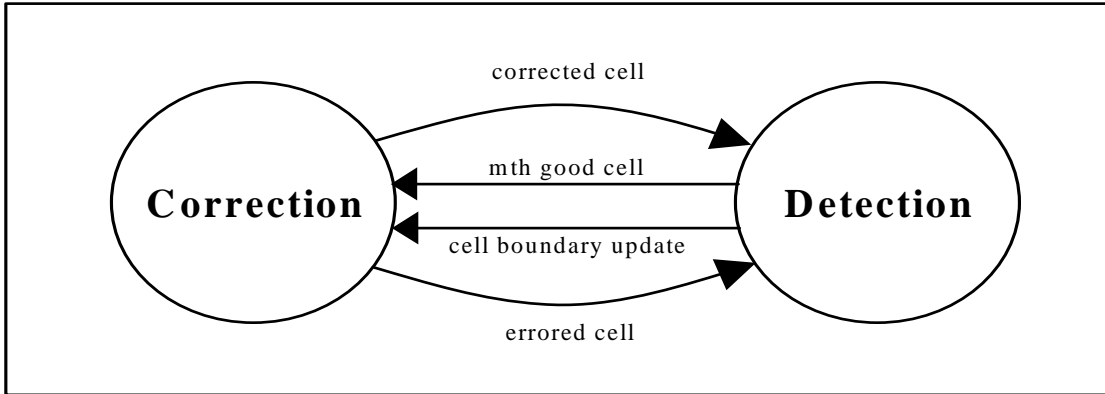 corrected cell
mth good cell
Correction
Detection
cell boundary update
errored cell